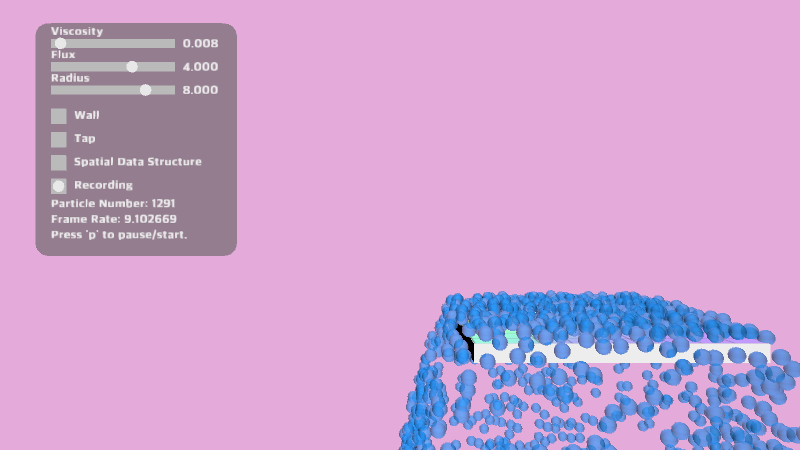 Viscosity
0.008
Flux
4.000
Radius
8.000
Wall
Tap
Spatial Data Structure
Recording
Particle Number: 1291
Frame Rate: 9.102669
Press 'p' to pause/start.